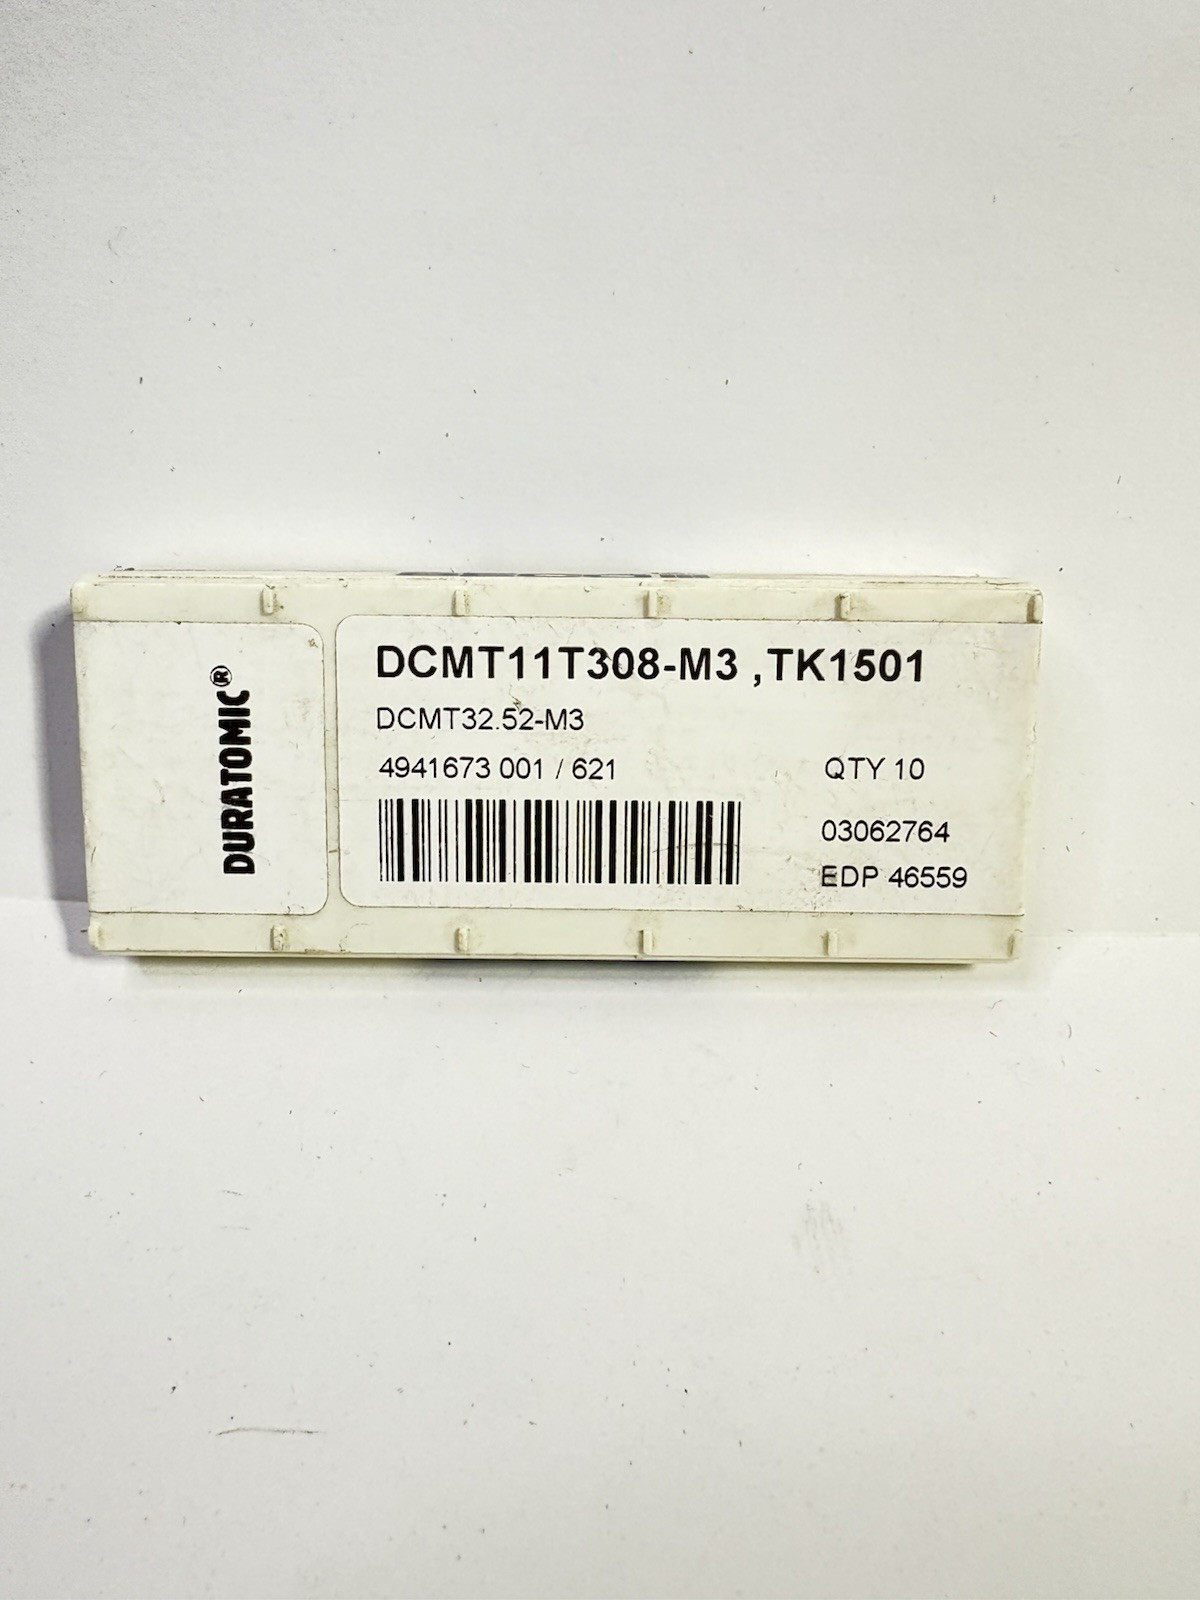 DURATOMIC®
DCMT11T308-M3 ,TK1501
DCMT32.52-M3
4941673 001 / 621
QTY 10
03062764
EDP 46559